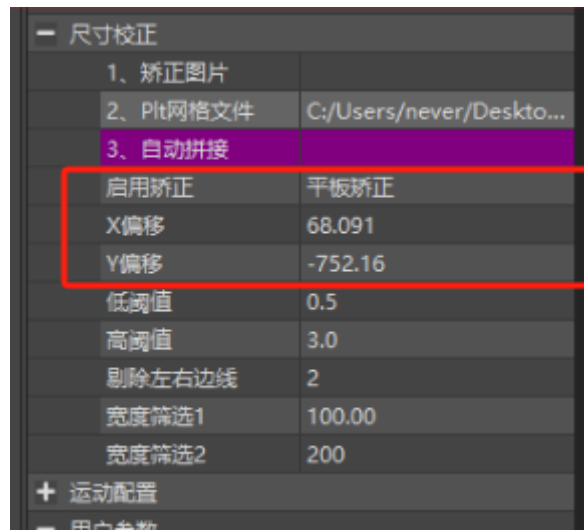 尺寸校正
1、矫正图片
2、Plt网格文件 C:/Users/never/Deskto...
3、自动拼接
启用矫正 平板矫正
X偏移 68.091
Y偏移 -752.16
低阈值 0.5
高阈值 3.0
剔除左右边线 2
宽度筛选1 100.00
宽度筛选2 200
运动配置
用户参数